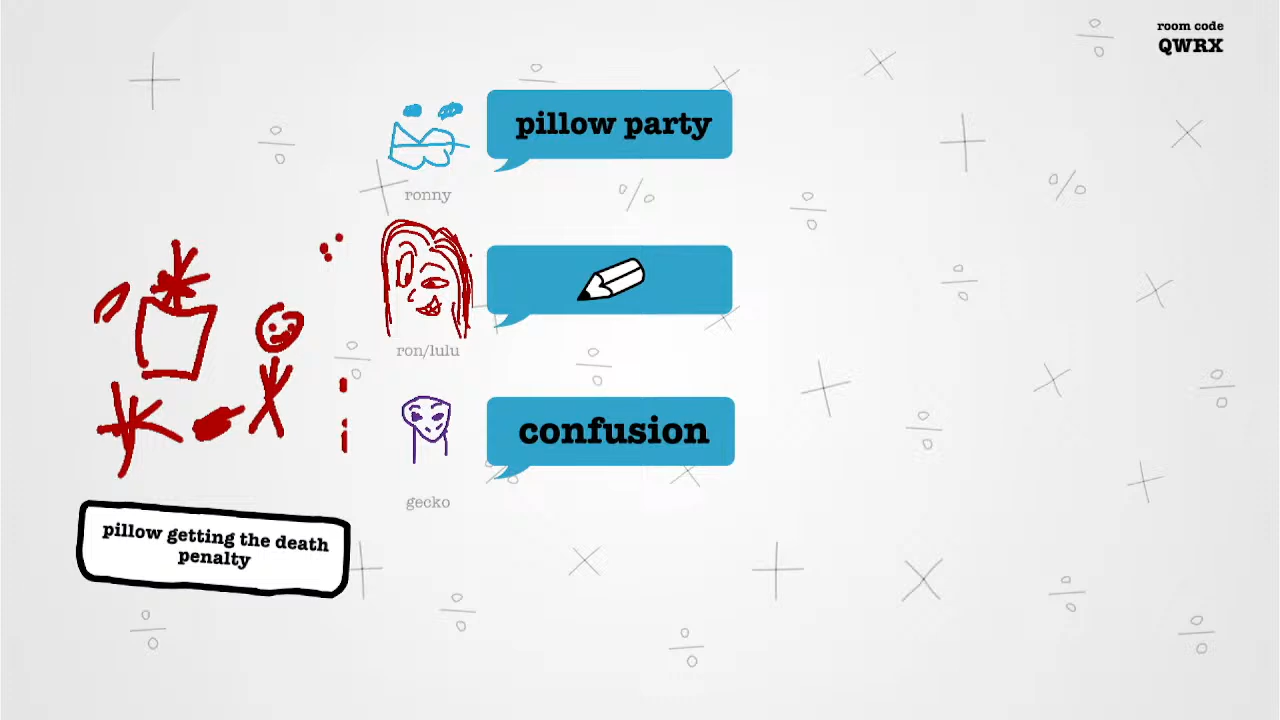 room code
QWRX
pillow party
ronny
ron/lulu
confusion
gecko
pillow getting the death
penalty